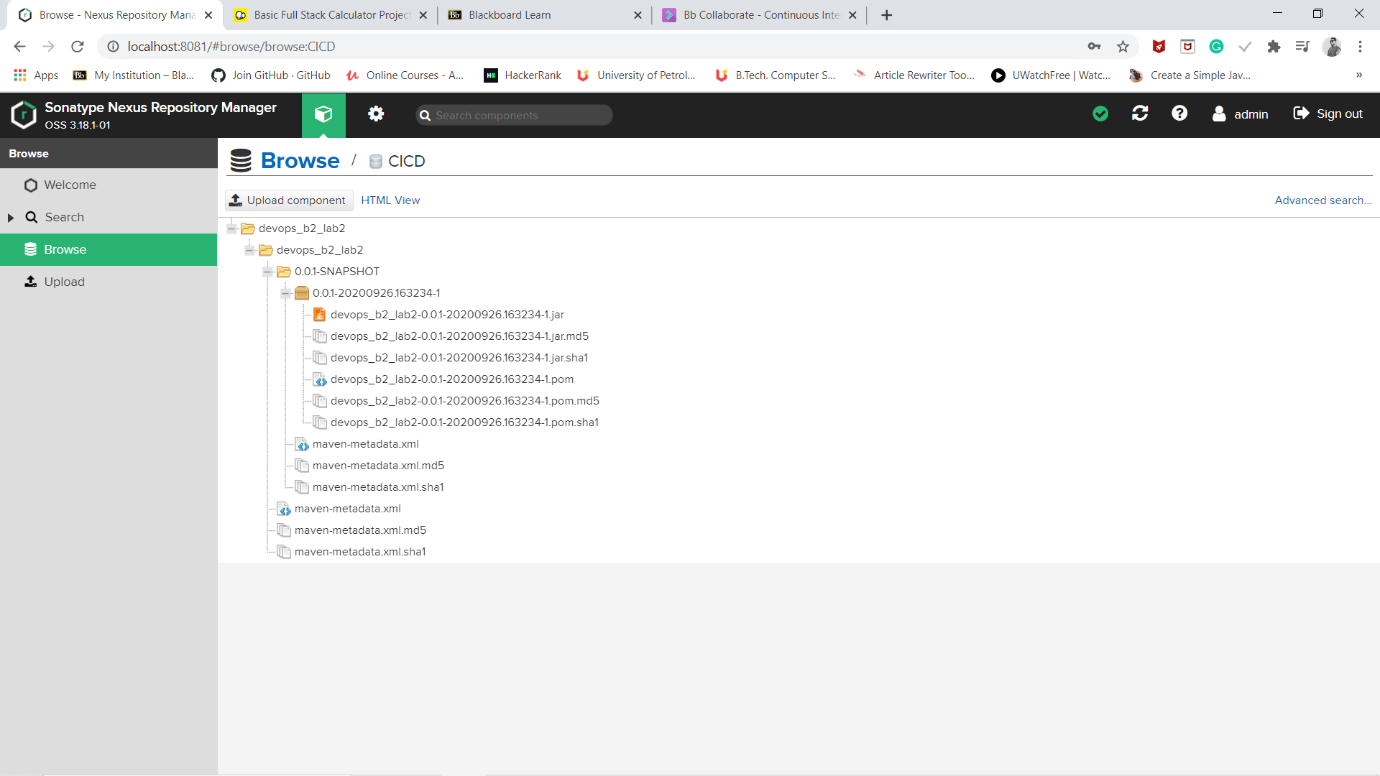 Browse - Nexus Repository Mana
Basic Full Stack Calculator Project
Blackboard Learn
Bb Collaborate - Continuous Inte
localhost:8081/#browse/browse:CICD
Apps
Bb My Institution – Bla...
Join GitHub · GitHub
Online Courses - A...
HackerRank
University of Petrol...
B.Tech. Computer S...
Article Rewriter Too...
UWatchFree | Watc...
Create a Simple Jav...
»
Sonatype Nexus Repository Manager
OSS 3.18.1-01
Search components
admin
Sign out
Browse
Welcome
Search
Browse
Upload
Browse / CICD
Upload component
HTML View
Advanced search...
devops_b2_lab2
devops_b2_lab2
0.0.1-SNAPSHOT
0.0.1-20200926.163234-1
devops_b2_lab2-0.0.1-20200926.163234-1.jar
devops_b2_lab2-0.0.1-20200926.163234-1.jar.md5
devops_b2_lab2-0.0.1-20200926.163234-1.jar.sha1
devops_b2_lab2-0.0.1-20200926.163234-1.pom
devops_b2_lab2-0.0.1-20200926.163234-1.pom.md5
devops_b2_lab2-0.0.1-20200926.163234-1.pom.sha1
maven-metadata.xml
maven-metadata.xml.md5
maven-metadata.xml.sha1
maven-metadata.xml
maven-metadata.xml.md5
maven-metadata.xml.sha1